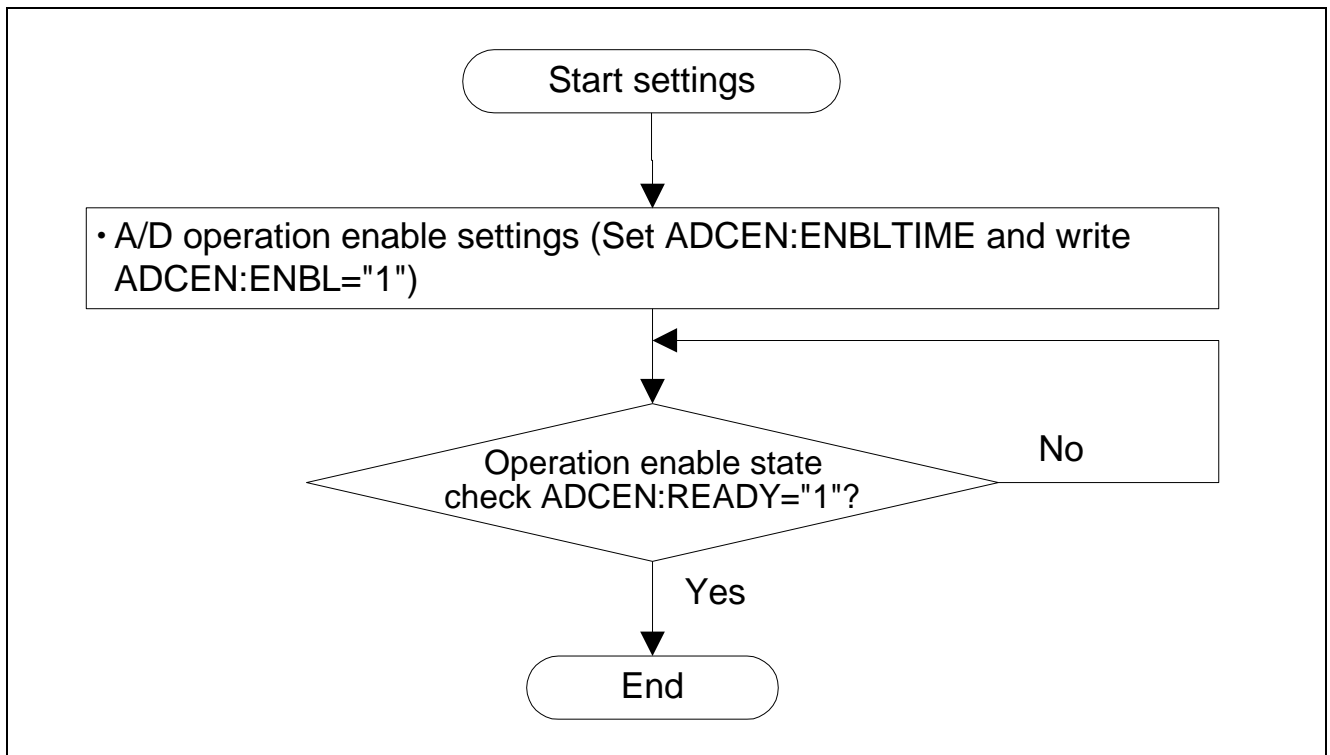 Start settings
・A/D operation enable settings (Set ADCEN:ENBLTIME and write
ADCEN:ENBL="1")
Operation enable state
check ADCEN:READY="1"?
No
Yes
End